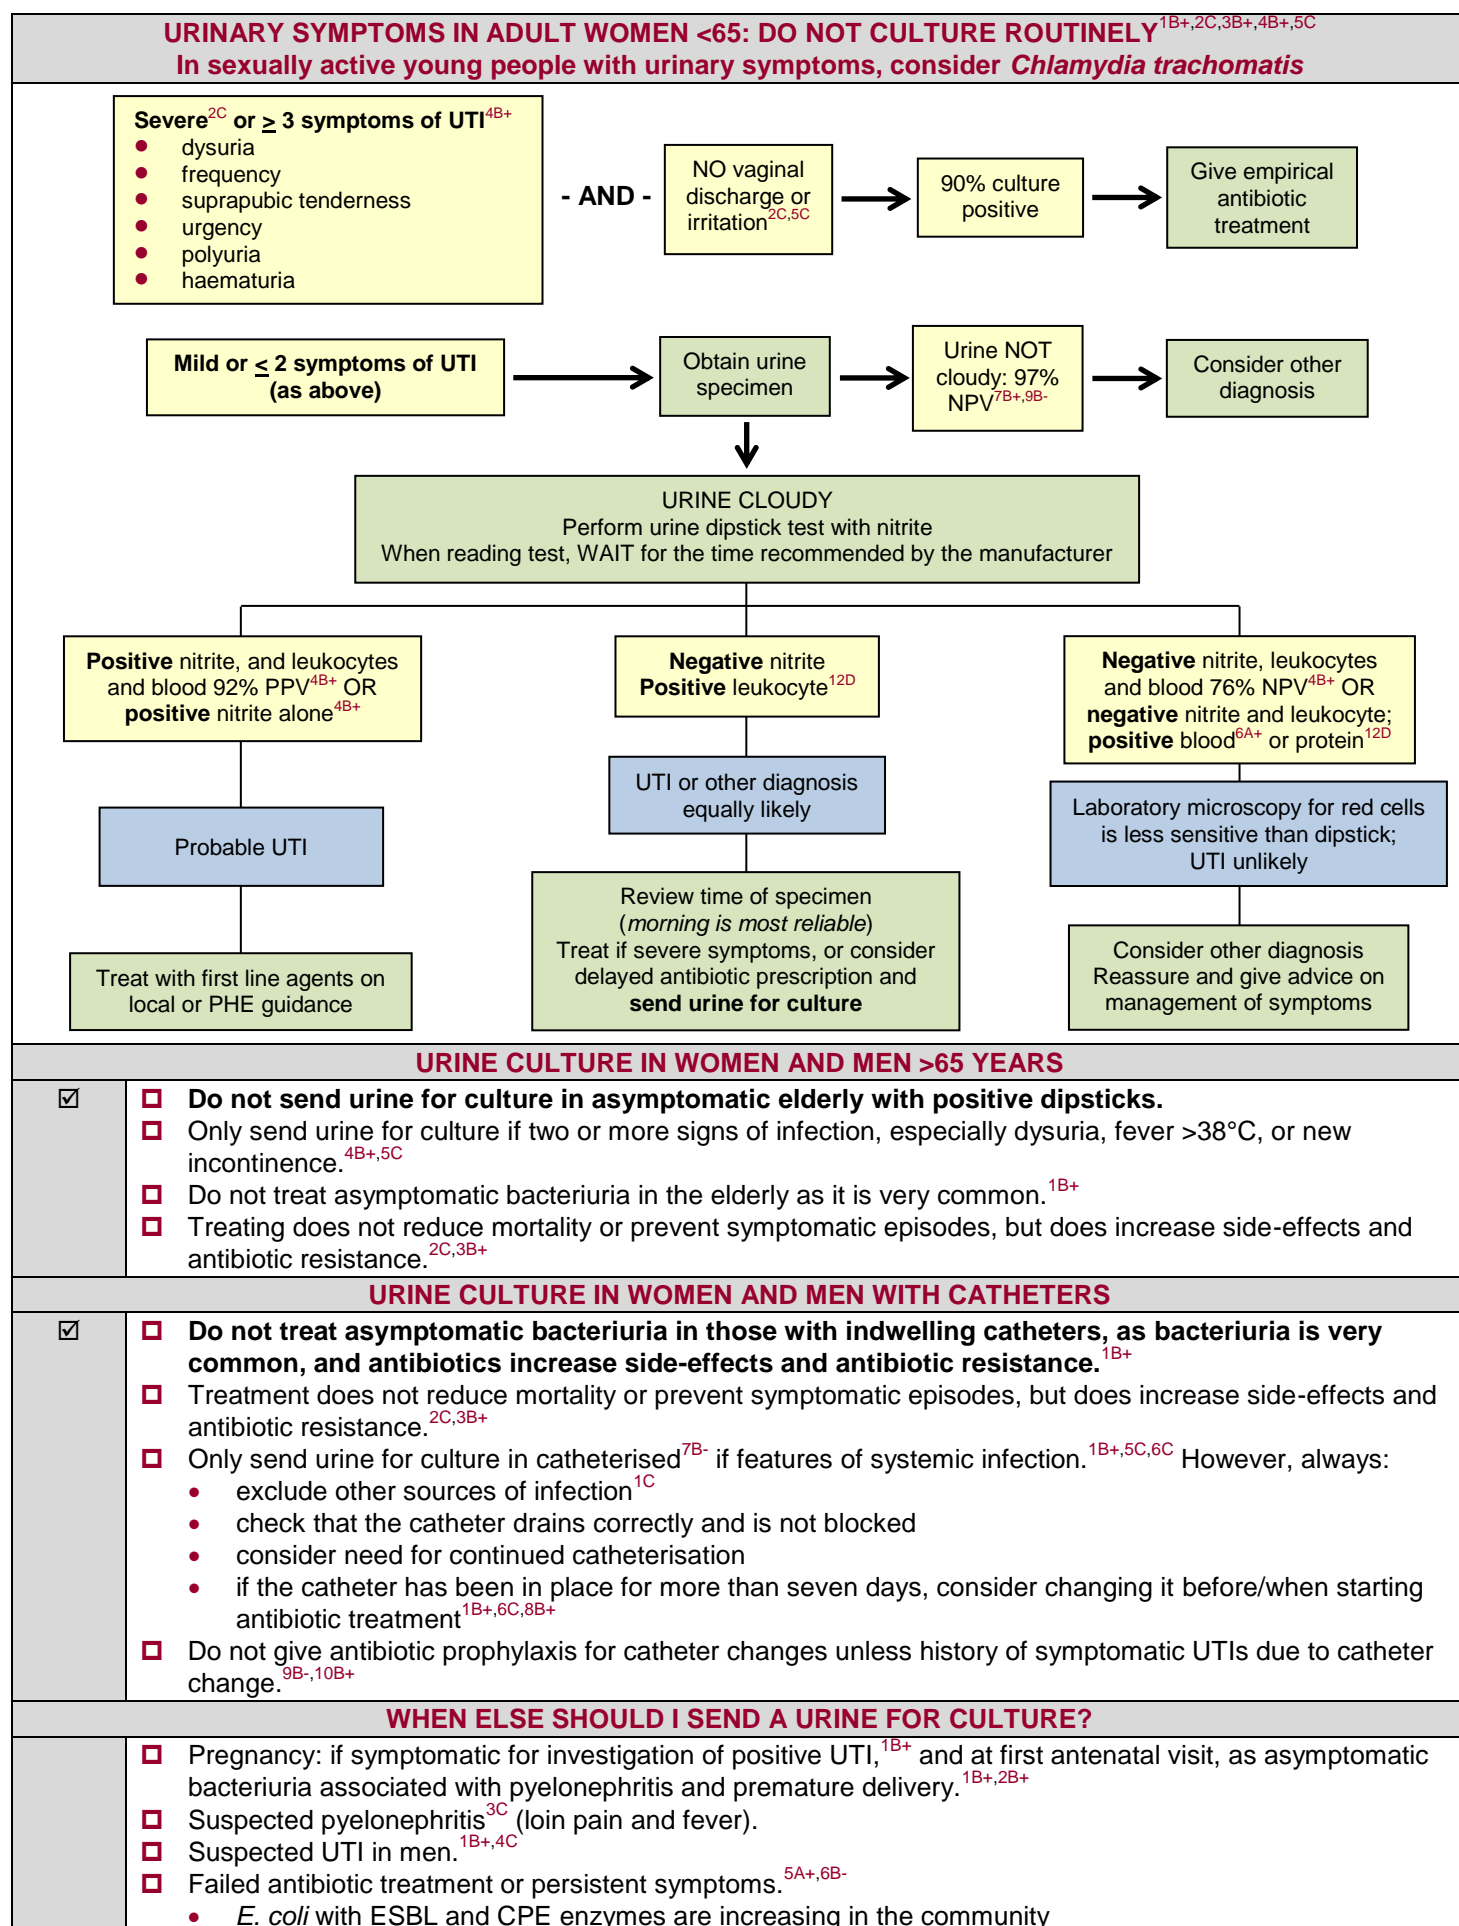 URINARY SYMPTOMS IN ADULT WOMEN <65: DO NOT CULTURE ROUTINELY1B+,2C,3B+,4B+,5C
In sexually active young people with urinary symptoms, consider Chlamydia trachomatis
Severe2C or ≥ 3 symptoms of UTI4B+
● dysuria
● frequency
● suprapubic tenderness
● urgency
● polyuria
● haematuria
- AND -
NO vaginal
discharge or
irritation2C,5C
90% culture
positive
Give empirical
antibiotic
treatment
Mild or ≤ 2 symptoms of UTI
(as above)
Obtain urine
specimen
Urine NOT
cloudy: 97%
NPV7B+,9B-
Consider other
diagnosis
URINE CLOUDY
Perform urine dipstick test with nitrite
When reading test, WAIT for the time recommended by the manufacturer
Positive nitrite, and leukocytes
and blood 92% PPV4B+ OR
positive nitrite alone4B+
Negative nitrite
Positive leukocyte12D
Negative nitrite, leukocytes
and blood 76% NPV4B+ OR
negative nitrite and leukocyte;
positive blood6A+ or protein12D
Probable UTI
UTI or other diagnosis
equally likely
Laboratory microscopy for red cells
is less sensitive than dipstick;
UTI unlikely
Treat with first line agents on
local or PHE guidance
Review time of specimen
(morning is most reliable)
Treat if severe symptoms, or consider
delayed antibiotic prescription and
send urine for culture
Consider other diagnosis
Reassure and give advice on
management of symptoms
URINE CULTURE IN WOMEN AND MEN >65 YEARS
☑ ❑ Do not send urine for culture in asymptomatic elderly with positive dipsticks.
❑ Only send urine for culture if two or more signs of infection, especially dysuria, fever >38°C, or new
incontinence.4B+,5C
❑ Do not treat asymptomatic bacteriuria in the elderly as it is very common.1B+
❑ Treating does not reduce mortality or prevent symptomatic episodes, but does increase side-effects and
antibiotic resistance.2C,3B+
URINE CULTURE IN WOMEN AND MEN WITH CATHETERS
☑ ❑ Do not treat asymptomatic bacteriuria in those with indwelling catheters, as bacteriuria is very
common, and antibiotics increase side-effects and antibiotic resistance.1B+
❑ Treatment does not reduce mortality or prevent symptomatic episodes, but does increase side-effects and
antibiotic resistance.2C,3B+
❑ Only send urine for culture in catheterised7B- if features of systemic infection.1B+,5C,6C However, always:
• exclude other sources of infection1C
• check that the catheter drains correctly and is not blocked
• consider need for continued catheterisation
• if the catheter has been in place for more than seven days, consider changing it before/when starting
antibiotic treatment1B+,6C,8B+
❑ Do not give antibiotic prophylaxis for catheter changes unless history of symptomatic UTIs due to catheter
change.9B-,10B+
WHEN ELSE SHOULD I SEND A URINE FOR CULTURE?
❑ Pregnancy: if symptomatic for investigation of positive UTI,1B+ and at first antenatal visit, as asymptomatic
bacteriuria associated with pyelonephritis and premature delivery.1B+,2B+
❑ Suspected pyelonephritis3C (loin pain and fever).
❑ Suspected UTI in men.1B+,4C
❑ Failed antibiotic treatment or persistent symptoms.5A+,6B-
• E. coli with ESBL and CPE enzymes are increasing in the community